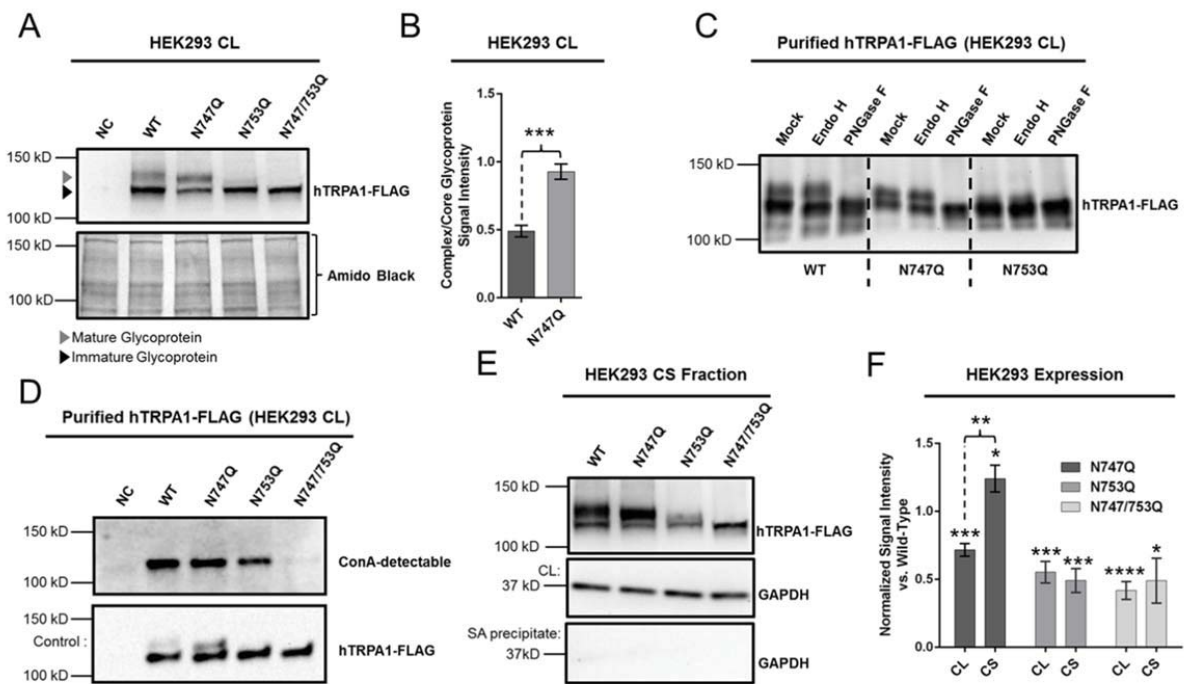 A
HEK293 CL
NC
WT
N747Q
N753Q
N747/753Q
150 kD
100 kD
hTRPA1-FLAG
150 kD
100 kD
Amido Black
Mature Glycoprotein
Immature Glycoprotein
B
HEK293 CL
Complex/Core Glycoprotein
Signal Intensity
1.5
1.0
0.5
0.0
***
WT
N747Q
C
Purified hTRPA1-FLAG (HEK293 CL)
Mock
Endo H
PNGase F
Mock
Endo H
PNGase F
Mock
Endo H
PNGase F
150 kD
100 kD
hTRPA1-FLAG
WT
N747Q
N753Q
D
Purified hTRPA1-FLAG (HEK293 CL)
NC
WT
N747Q
N753Q
N747/753Q
150 kD
100 kD
ConA-detectable
150 kD
Control :
100 kD
hTRPA1-FLAG
E
HEK293 CS Fraction
WT
N747Q
N753Q
N747/753Q
150 kD
100 kD
hTRPA1-FLAG
CL:
37 kD
GAPDH
SA precipitate:
37kD
GAPDH
F
HEK293 Expression
Normalized Signal Intensity
vs. Wild-Type
1.5
1.0
0.5
0.0
**
*
***
*** ***
**** *
N747Q
N753Q
N747/753Q
CL CS CL CS CL CS